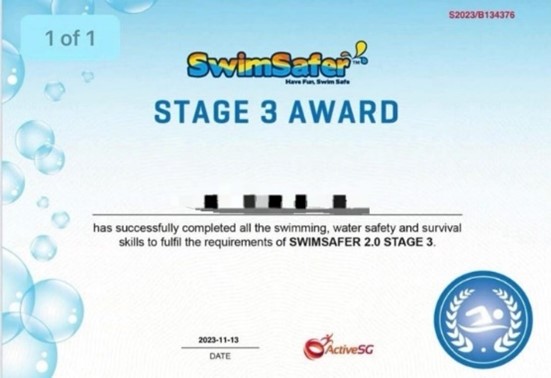 S2023/B134376
1 of 1
SwimSafer™
Have Fun, Swim Safe
STAGE 3 AWARD
has successfully completed all the swimming, water safety and survival
skills to fulfil the requirements of SWIMSAFER 2.0 STAGE 3.
2023-11-13
DATE
ActiveSG